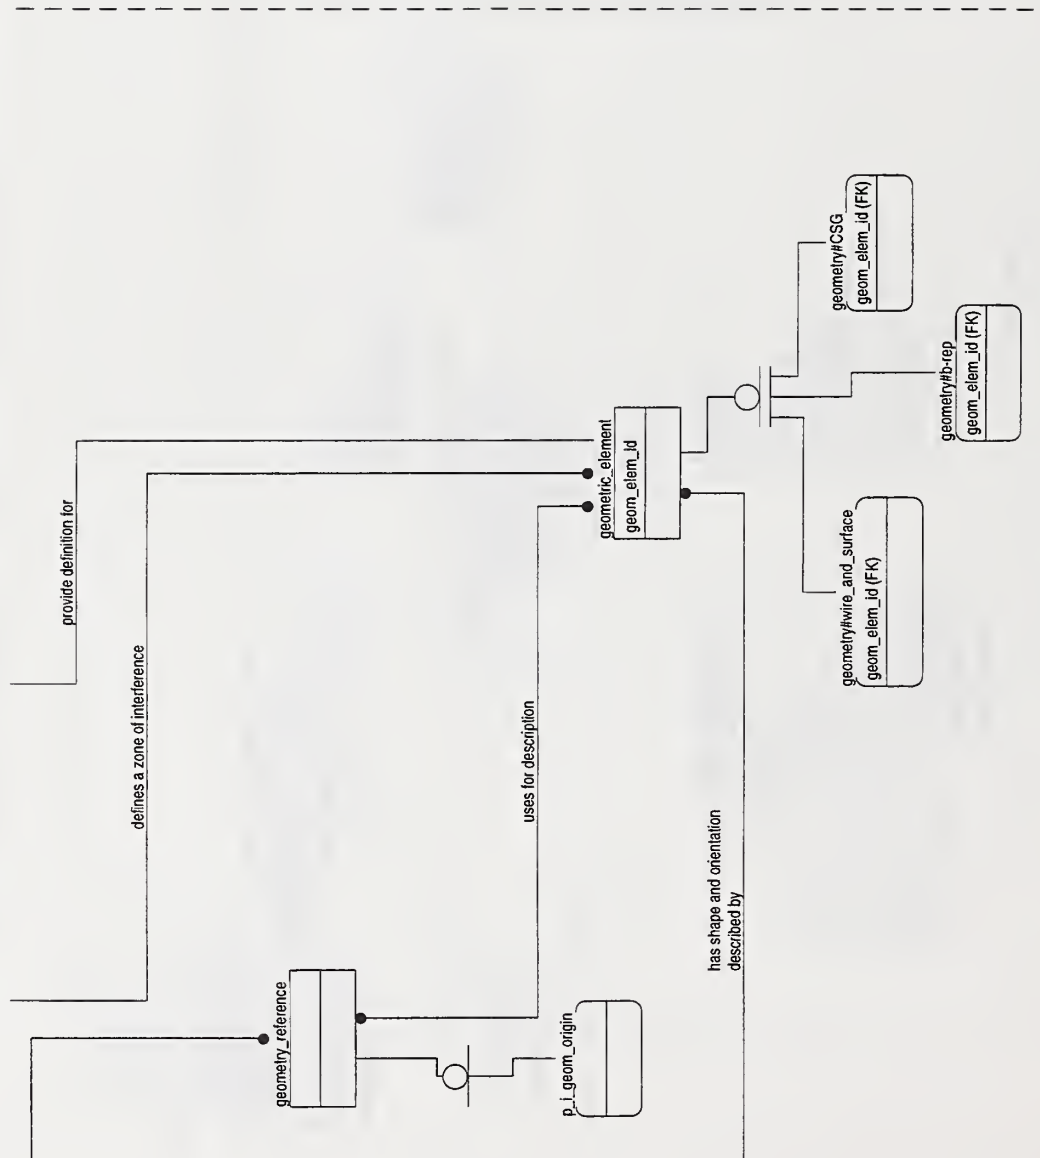 provide definition for
defines a zone of interference
geometry_reference
uses for description
p_i_geom_origin
geometric_element
geom_elem_id
has shape and orientation
described by
geometry#wire_and_surface
geom_elem_id (FK)
geometry#b-rep
geom_elem_id (FK)
geometry#CSG
geom_elem_id (FK)